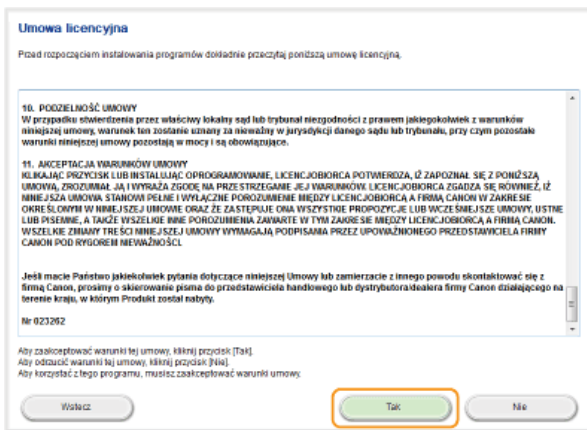 Umowa licencyjna
Przed rozpoczęciem instalowania programów dokładnie przeczytaj poniższą umowę licencyjną.
10. PODZIELNOŚĆ UMOWY
W przypadku stwierdzenia przez właściwy lokalny sąd lub trybunał niezgodności z prawem jakiegokolwiek z warunków
niniejszej umowy, warunek ten zostanie uznany za nieważny w jurysdykcji danego sądu lub trybunału, przy czym pozostałe
warunki niniejszej umowy pozostają w mocy i są obowiązujące.
11. AKCEPTACJA WARUNKÓW UMOWY
KLIKAJĄC PRZYCISK LUB INSTALUJĄC OPROGRAMOWANIE, LICENCJOBIORCA POTWIERDZA, IŻ ZAPOZNAŁ SIĘ Z PONIŻSZĄ
UMOWĄ, ZROZUMIAŁ JĄ I WYRAŻA ZGODĘ NA PRZESTRZEGANIE JEJ WARUNKÓW. LICENCJOBIORCA ZGADZA SIĘ RÓWNIEŻ, IŻ
NINIEJSZA UMOWA STANOWI PEŁNE I WYŁĄCZNE POROZUMIENIE MIĘDZY LICENCJOBIORCĄ A FIRMĄ CANON W ZAKRESIE
OKREŚLONYM W NINIEJSZEJ UMOWIE ORAZ ŻE ZASTĘPUJE ONA WSZYSTKIE PROPOZYCJE LUB WCZEŚNIEJSZE UMOWY, USTNE
LUB PISEMNE, A TAKŻE WSZELKIE INNE POROZUMIENIA ZAWARTE W TYM ZAKRESIE MIĘDZY LICENCJOBIORCĄ A FIRMĄ CANON.
WSZELKIE ZMIANY TREŚCI NINIEJSZEJ UMOWY WYMAGAJĄ PODPISANIA PRZEZ UPOWAŻNIONEGO PRZEDSTAWICIELA FIRMY
CANON POD RYGOREM NIEWAŻNOŚCI.
Jeśli macie Państwo jakiekolwiek pytania dotyczące niniejszej Umowy lub zamierzacie z innego powodu skontaktować się z
firmą Canon, prosimy o skierowanie pisma do przedstawiciela handlowego lub dystrybutora/dealera firmy Canon działającego na
terenie kraju, w którym Produkt został nabyty.
Nr 023262
Aby zaakceptować warunki tej umowy, kliknij przycisk [Tak].
Aby odrzucić warunki tej umowy, kliknij przycisk [Nie].
Aby korzystać z tego programu, musisz zaakceptować warunki umowy.
Wstecz Tak Nie